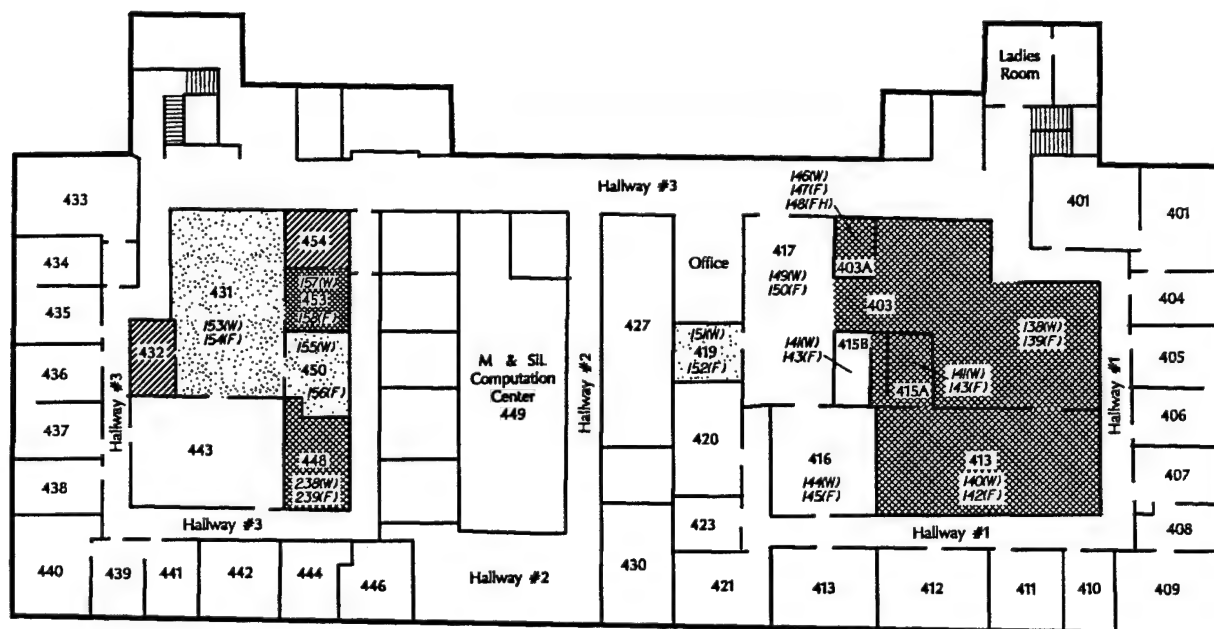 Ladies
Room
Hallway #3
146(W)
147(F)
148(FH)
433
401
401
434
454
Office
417
403A
431
149(W)
150(F)
403
404
435
157(W)
453
158(F)
153(W)
154(F)
427
138(W)
139(F)
432
155(W)
450
156(F)
151(W)
419
152(F)
141(W)
143(F)
415B
405
436
M & SiL
Computation
Center
449
141(W)
143(F)
415A
Hallway #3
Hallway #2
Hallway #1
406
437
443
420
448
238(W)
239(F)
416
144(W)
145(F)
413
140(W)
142(F)
407
438
423
Hallway #3
Hallway #1
408
440
439
441
442
444
446
Hallway #2
430
421
413
412
411
410
409